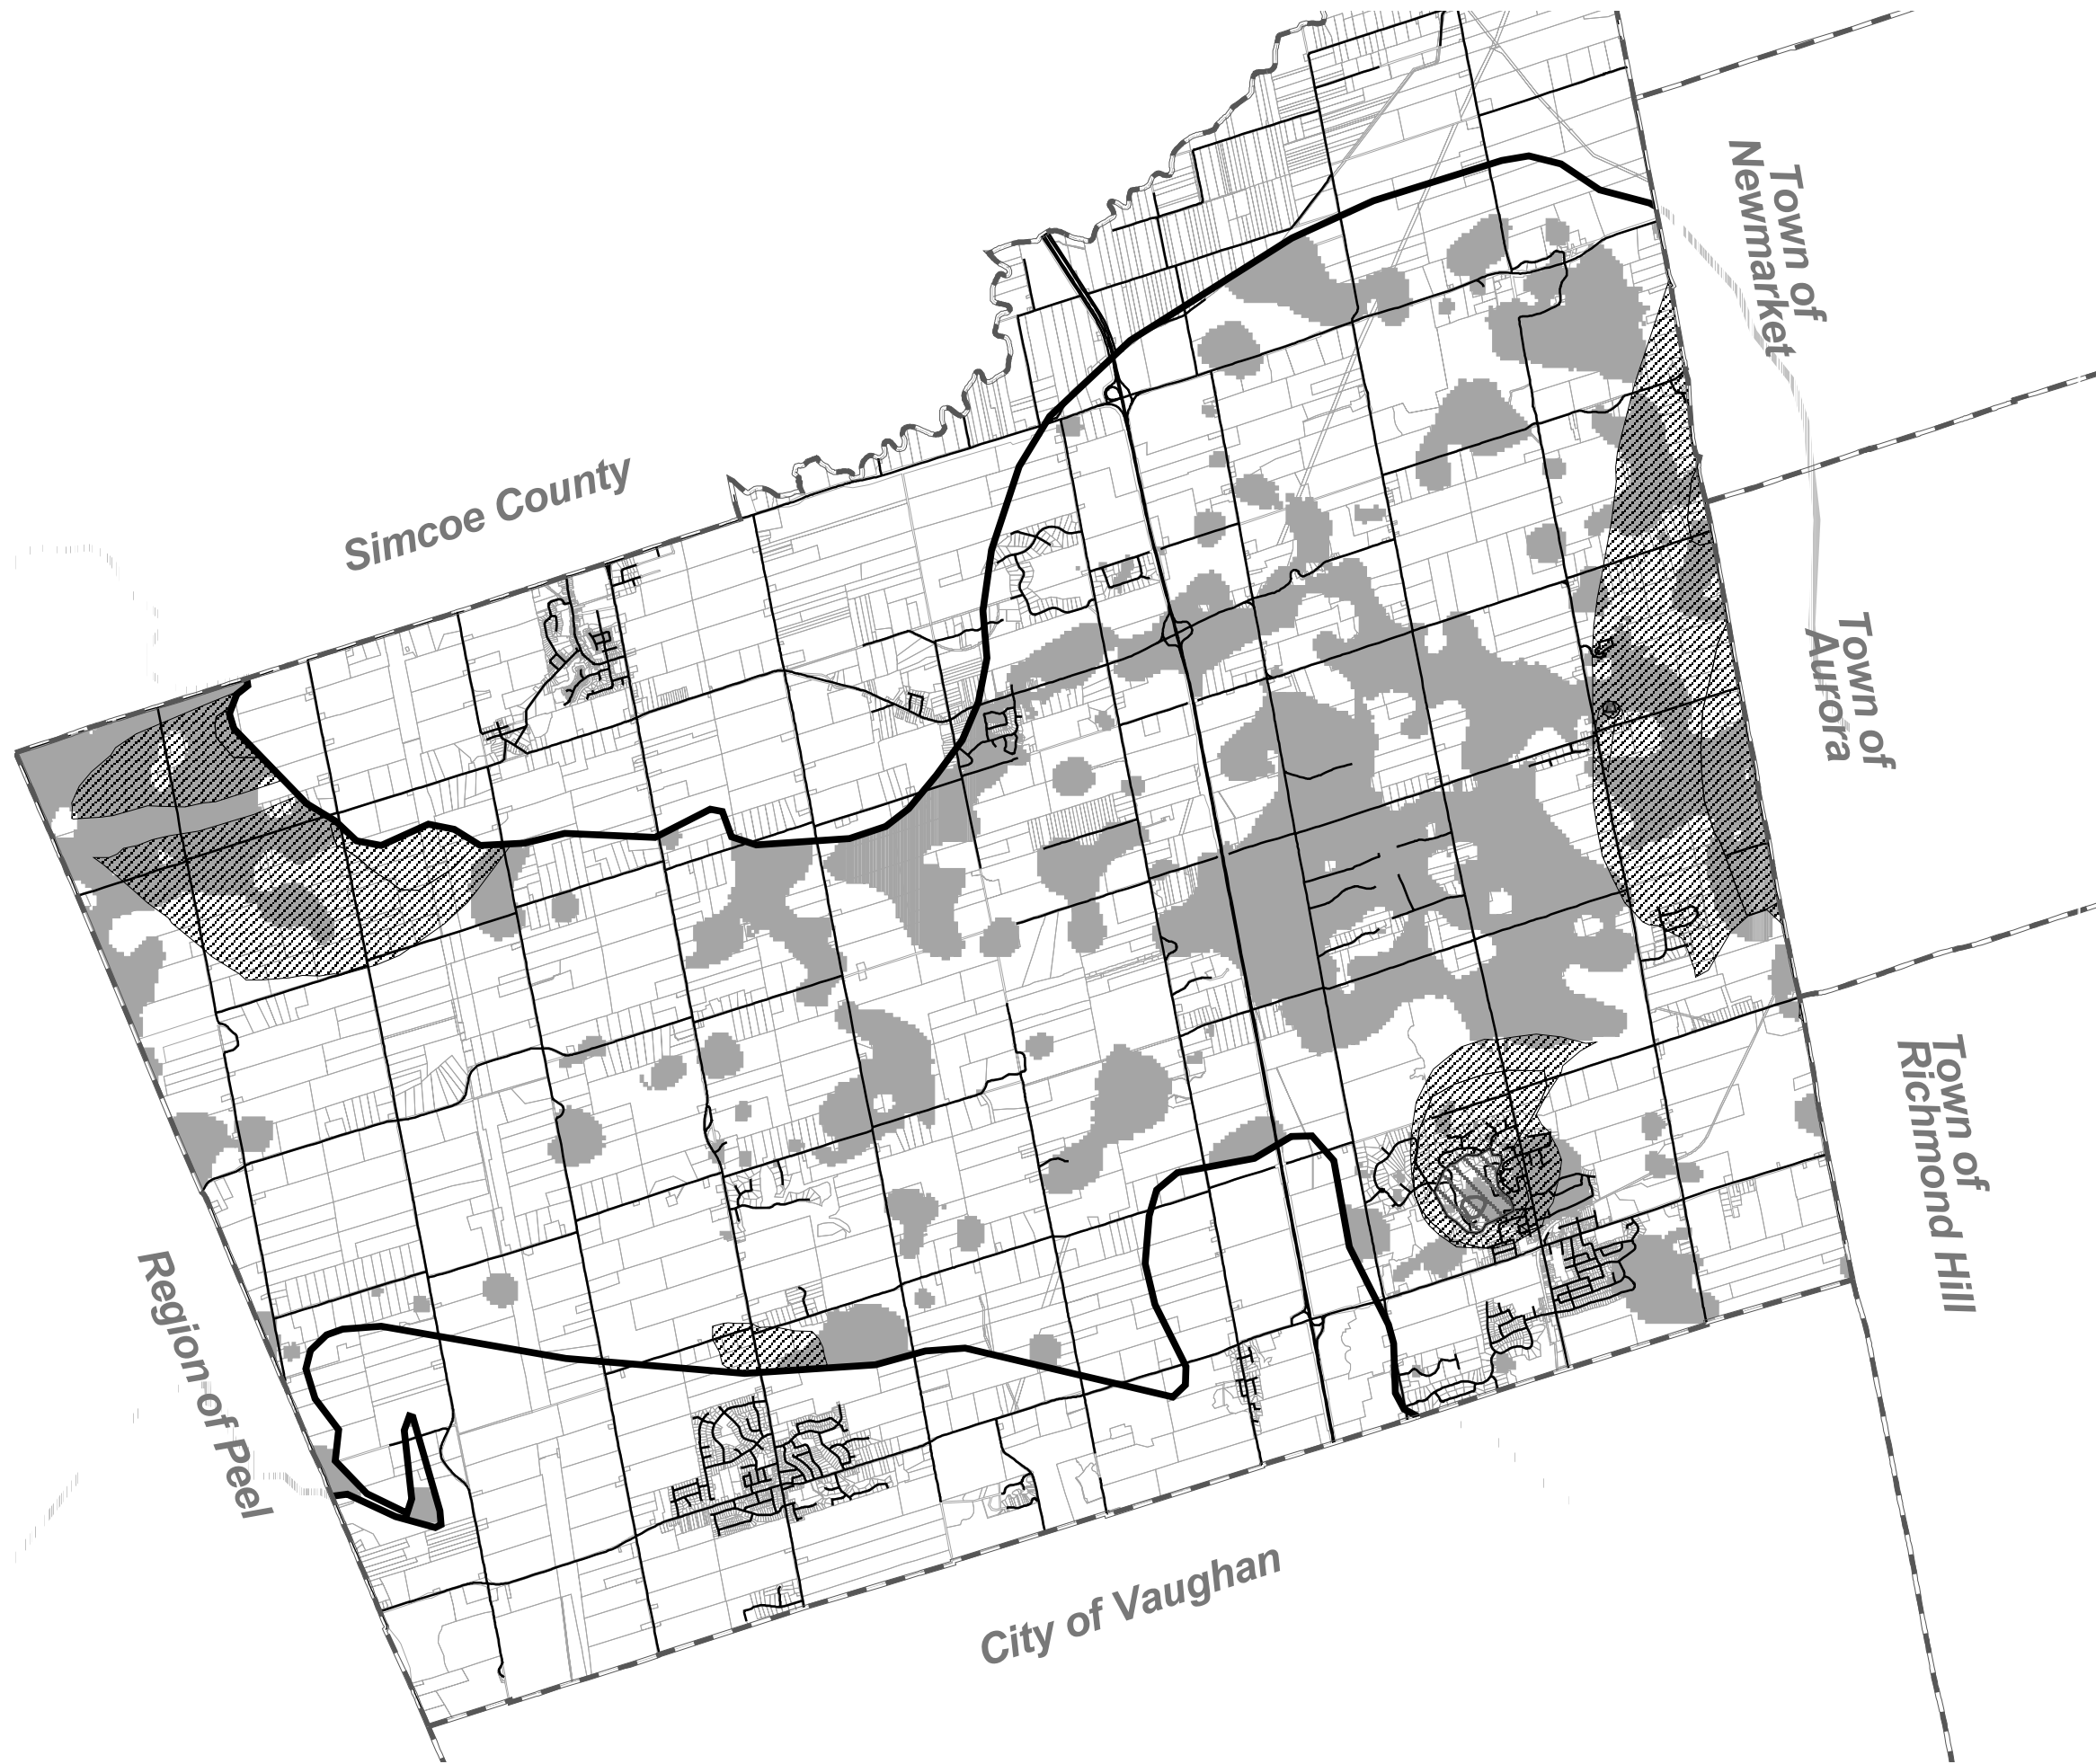 Town of
Newmarket
Simcoe County
Town of
Aurora
Town of
Richmond Hill
Region of Peel
City of Vaughan